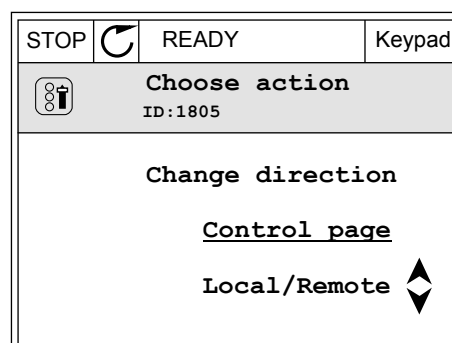 STOP READY Keypad
Choose action
ID:1805
Change direction
Control page
Local/Remote